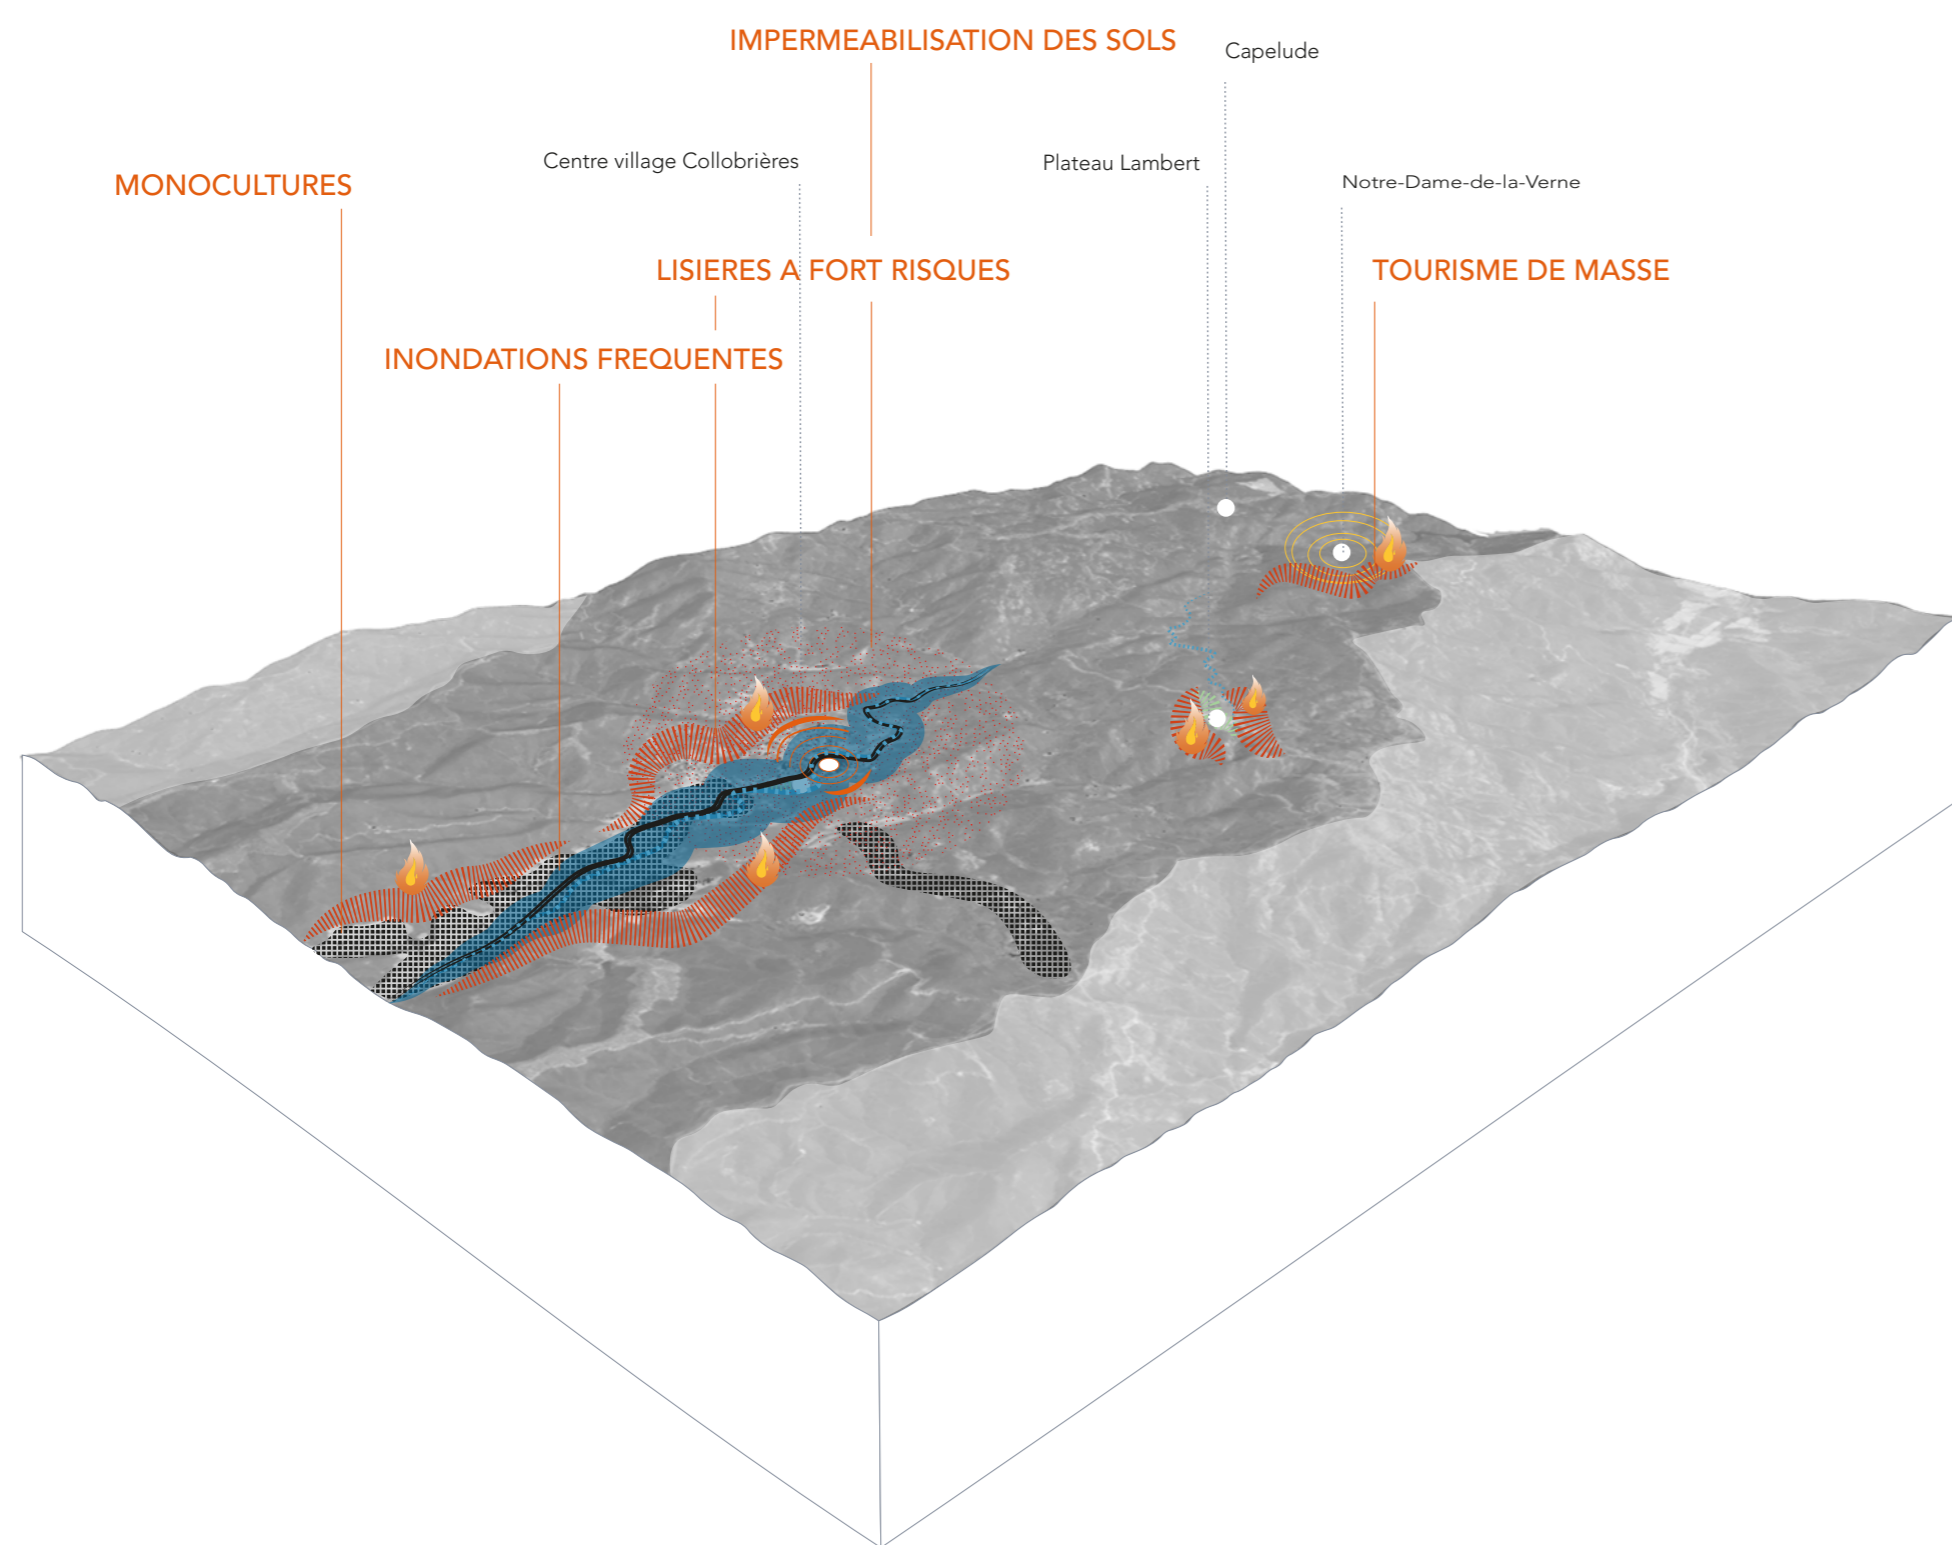 IMPERMEABILISATION DES SOLS
Capelude
Centre village Collobrières
Plateau Lambert
MONOCULTURES
Notre-Dame-de-la-Verne
LISIERES A FORT RISQUES
TOURISME DE MASSE
INONDATIONS FREQUENTES